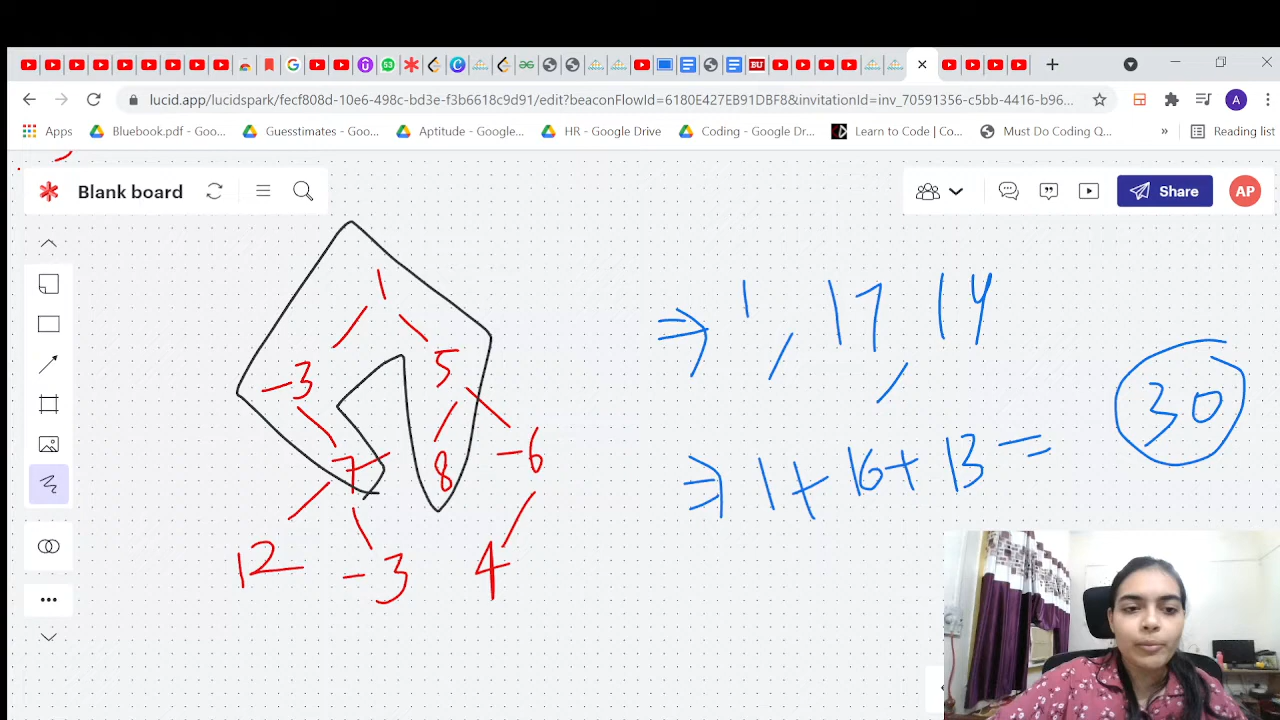 lucid.app/lucidspark/fecf808d-10e6-498c-bd3e-f3b6618c9d91/edit?beaconFlowId=6180E427EB91DBF8&invitationId=inv_70591356-c5bb-4416-b96...
A
Apps Bluebook.pdf - Goo... Guesstimates - Goo... Aptitude - Google... HR - Google Drive Coding - Google D... Learn to Code | Co... Must Do Coding Q... » Reading list
Blank board Share AP
1
-3 5
7 8 -6
12 -3 4
⇒ 1, 17, 14
⇒ 1 + 16 + 13 =
30